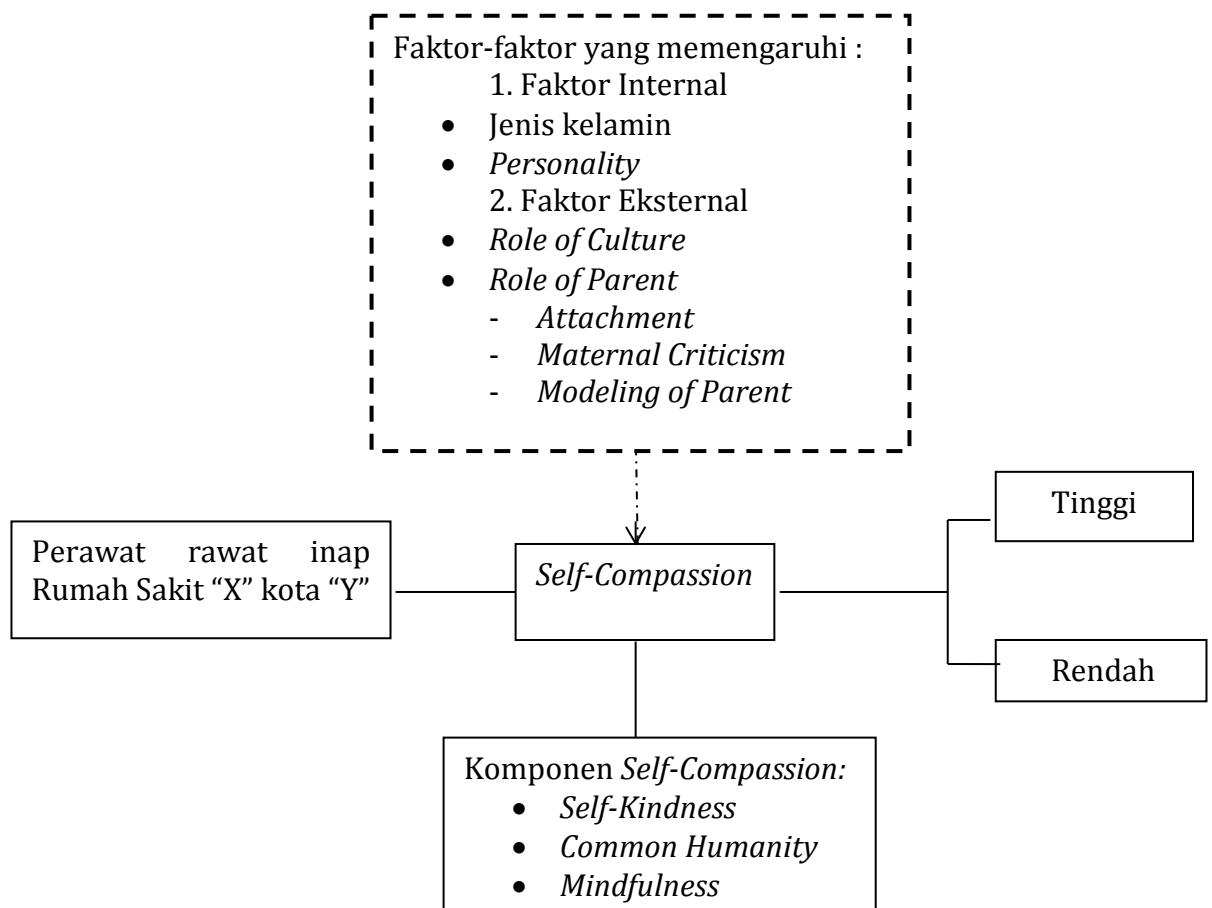 Faktor-faktor yang memengaruhi :
1. Faktor Internal
• Jenis kelamin
• Personality
2. Faktor Eksternal
• Role of Culture
• Role of Parent
- Attachment
- Maternal Criticism
- Modeling of Parent
Perawat rawat inap
Rumah Sakit “X” kota “Y”
Self-Compassion
Tinggi
Rendah
Komponen Self-Compassion:
• Self-Kindness
• Common Humanity
• Mindfulness